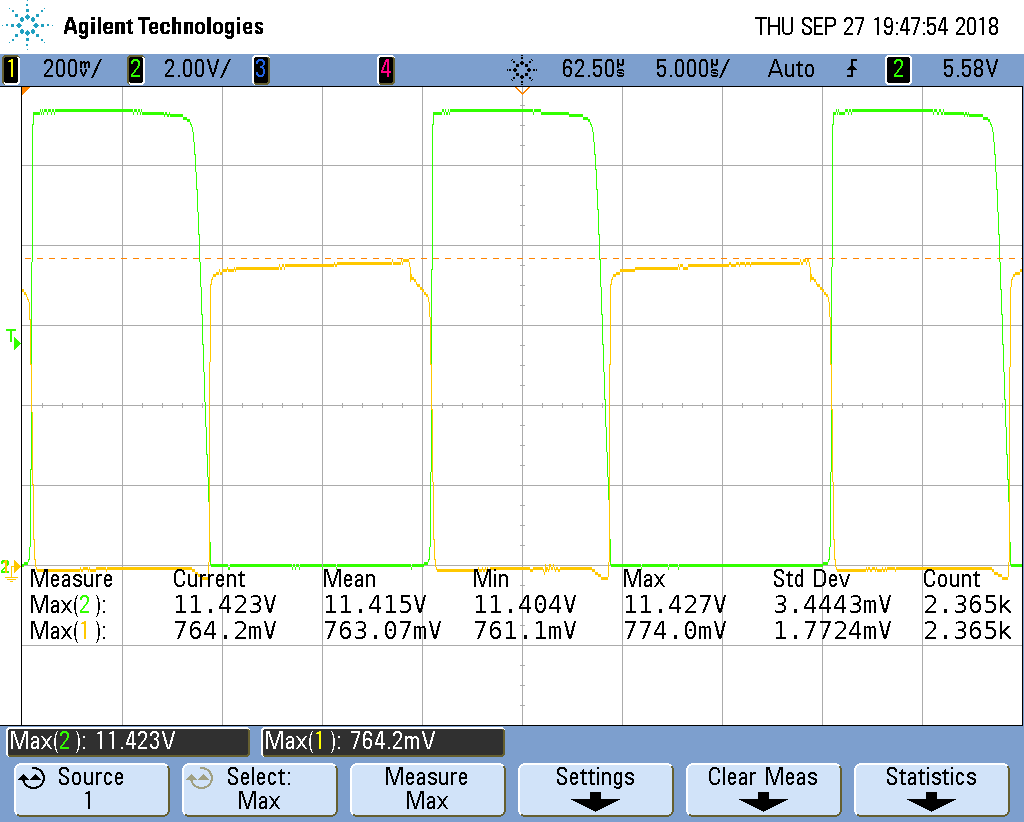 Agilent Technologies THU SEP 27 19:47:54 2018
1 200mV/ 2 2.00V/ 3 4 62.50µs 5.000µs/ Auto 2 5.58V
T
2
Measure Current Mean Min Max Std Dev Count
Max(2): 11.423V 11.415V 11.404V 11.427V 3.4443mV 2.365k
Max(1): 764.2mV 763.07mV 761.1mV 774.0mV 1.7724mV 2.365k
Max(2): 11.423V Max(1): 764.2mV
Source Select: Measure Settings Clear Meas Statistics
1 Max Max